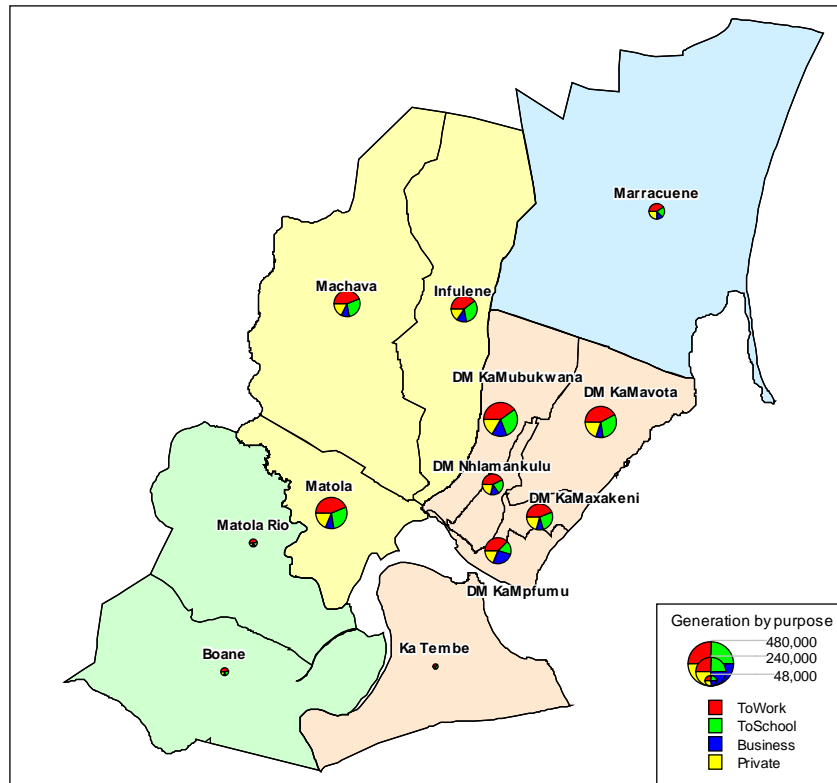 Marracuene
Machava
Infulene
DM KaMubukwana
DM KaMavota
DM Nhlamankulu
Matola
DM KaMaxakeni
Matola Rio
DM KaMpfumu
Boane
Ka Tembe
Generation by purpose
480,000
240,000
48,000
ToWork
ToSchool
Business
Private